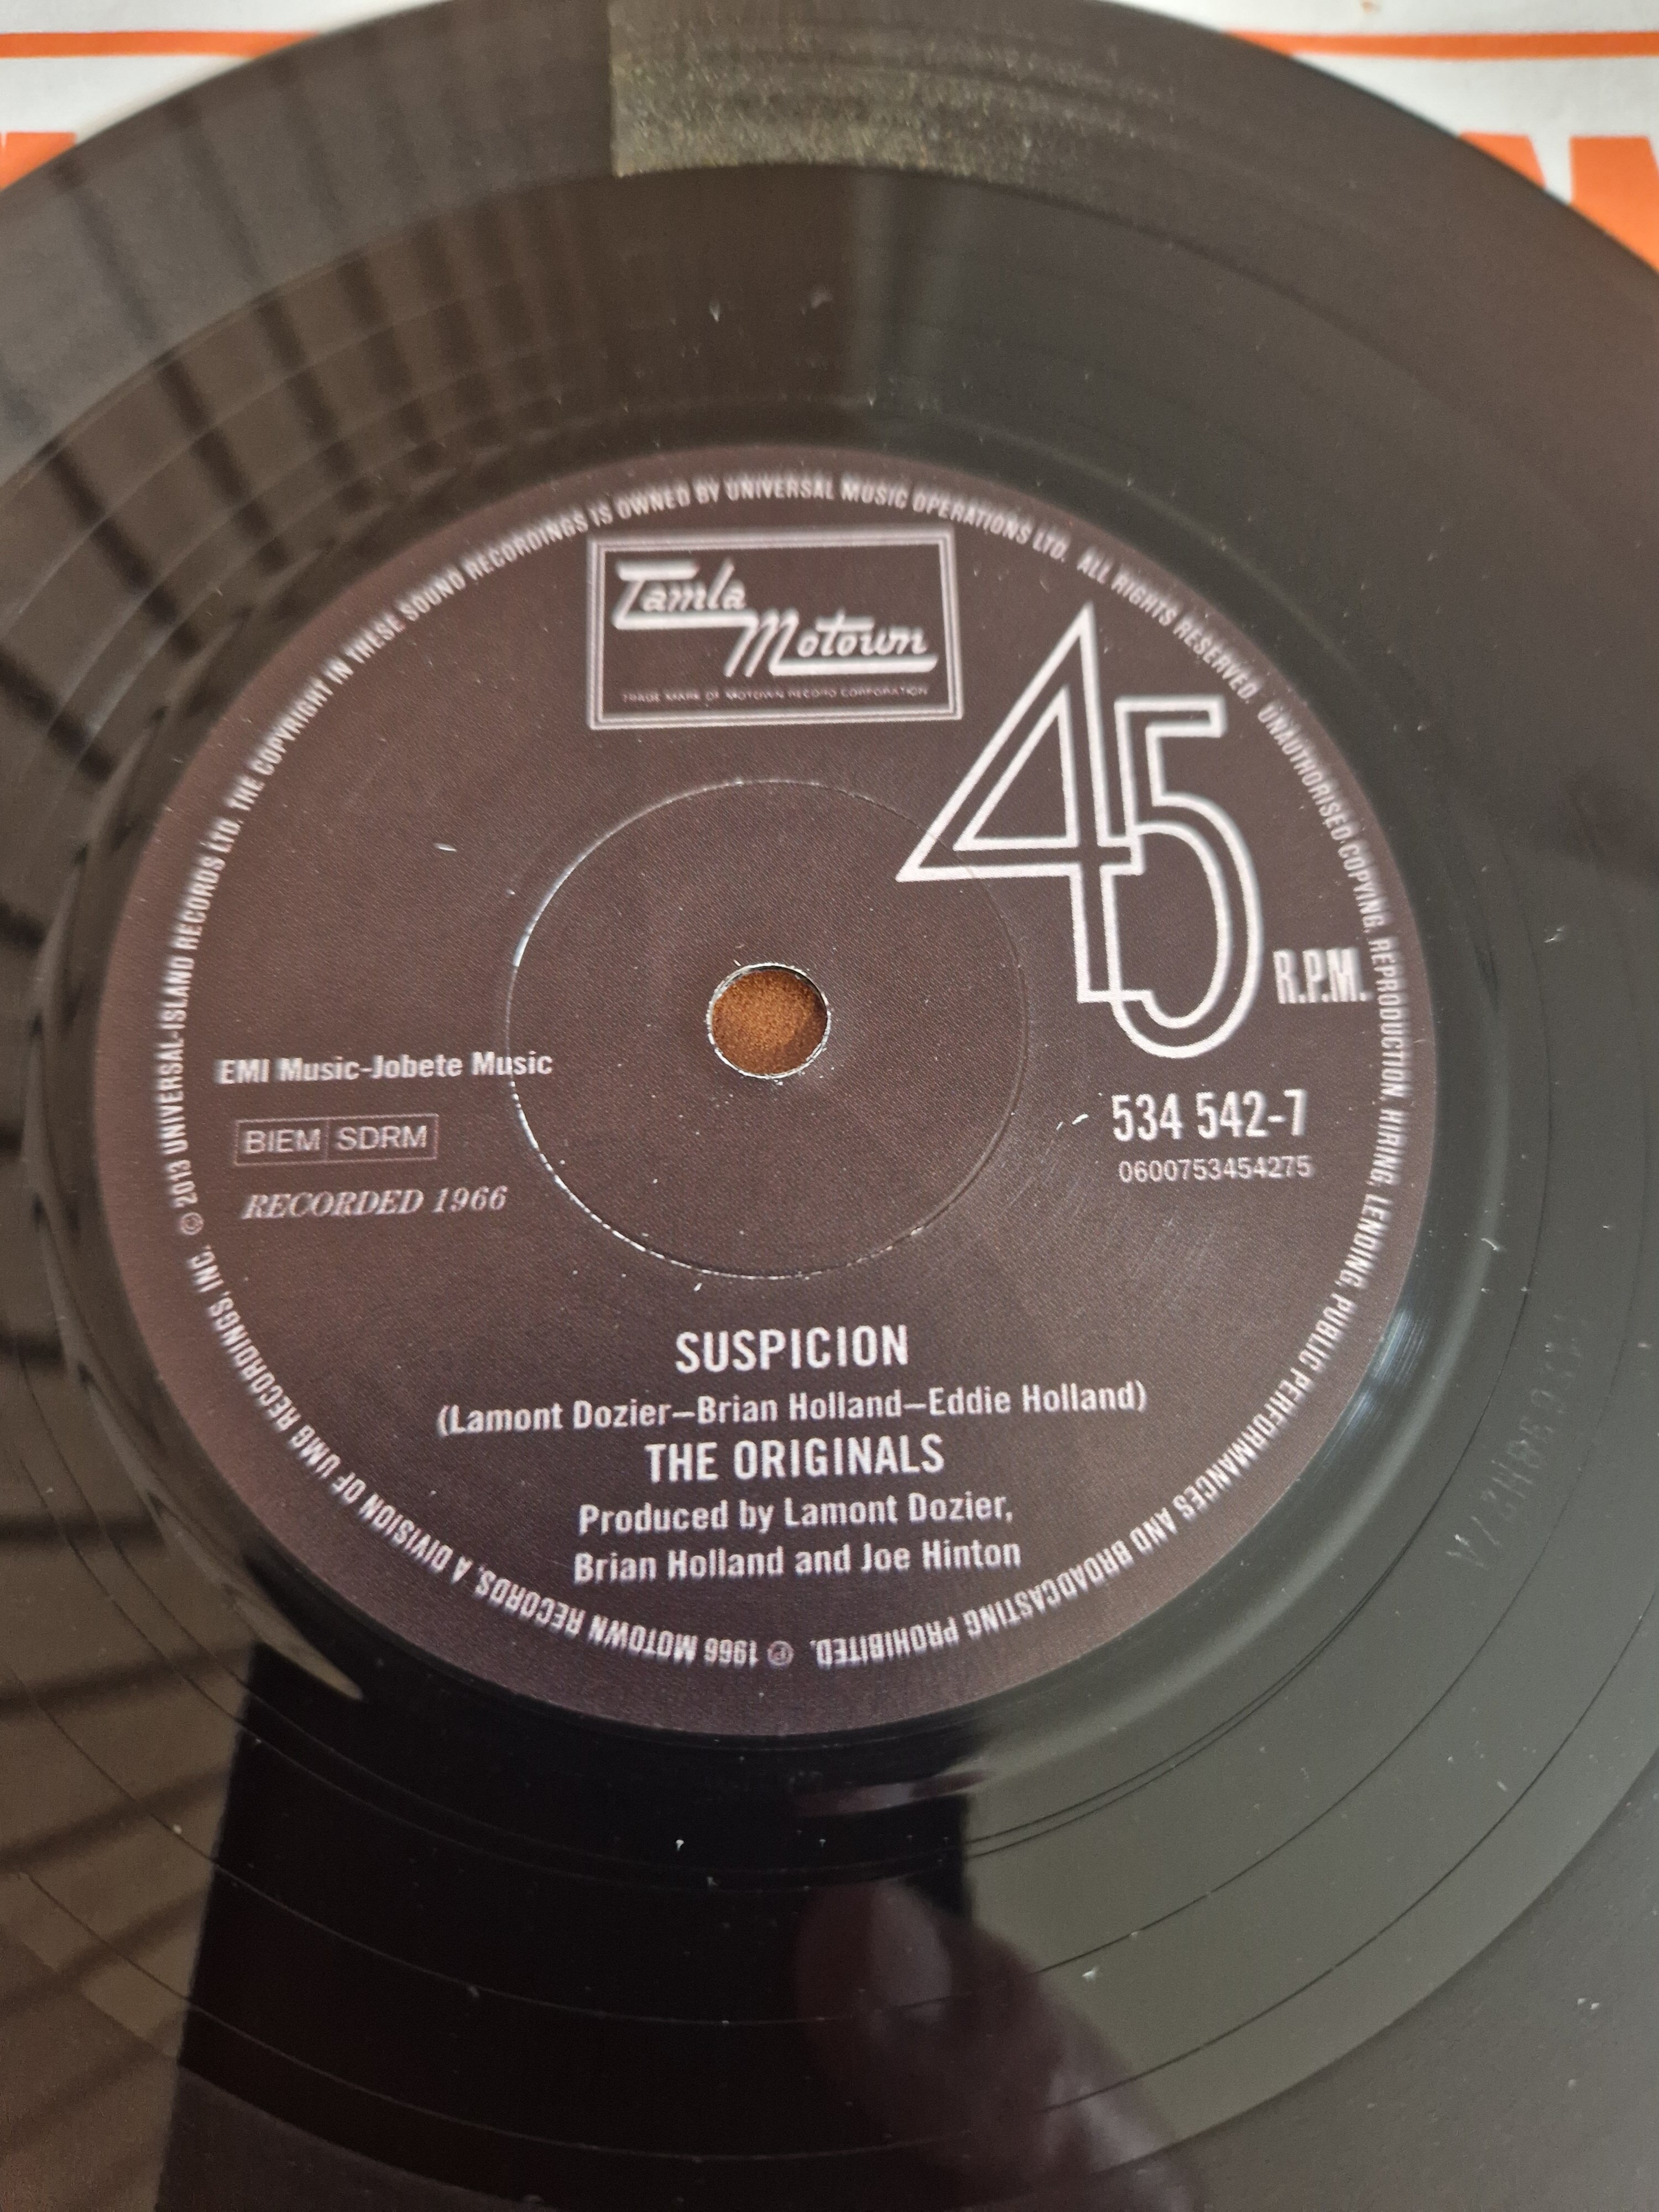 Tamla
Motown
TRADE MARK OF MOTOWN RECORD CORPORATION
45
R.P.M.
EMI Music-Jobete Music
BIEM SDRM
RECORDED 1966
534 542-7
0600753454275
SUSPICION
(Lamont Dozier–Brian Holland–Eddie Holland)
THE ORIGINALS
Produced by Lamont Dozier,
Brian Holland and Joe Hinton
℗ 1966 MOTOWN RECORDS, A DIVISION OF UMG RECORDINGS, INC. © 2013 UNIVERSAL-ISLAND RECORDS LTD. THE COPYRIGHT IN THESE SOUND RECORDINGS IS OWNED BY UNIVERSAL MUSIC OPERATIONS LTD. ALL RIGHTS RESERVED. UNAUTHORISED COPYING, REPRODUCTION, HIRING, LENDING, PUBLIC PERFORMANCES AND BROADCASTING PROHIBITED.